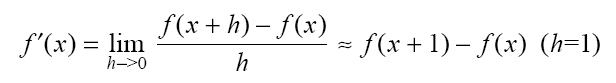 f′(x) = lim h–>0 f(x + h) – f(x) / h ≈ f(x + 1) – f(x) (h=1)